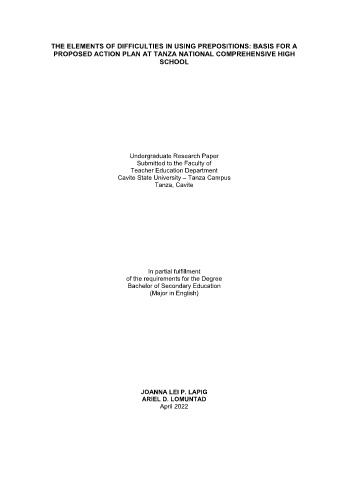 THE ELEMENTS OF DIFFICULTIES IN USING PREPOSITIONS: BASIS FOR A
PROPOSED ACTION PLAN AT TANZA NATIONAL COMPREHENSIVE HIGH
SCHOOL
Undergraduate Research Paper
Submitted to the Faculty of
Teacher Education Department
Cavite State University – Tanza Campus
Tanza, Cavite
In partial fulfillment
of the requirements for the Degree
Bachelor of Secondary Education
(Major in English)
JOANNA LEI P. LAPIG
ARIEL D. LOMUNTAD
April 2022